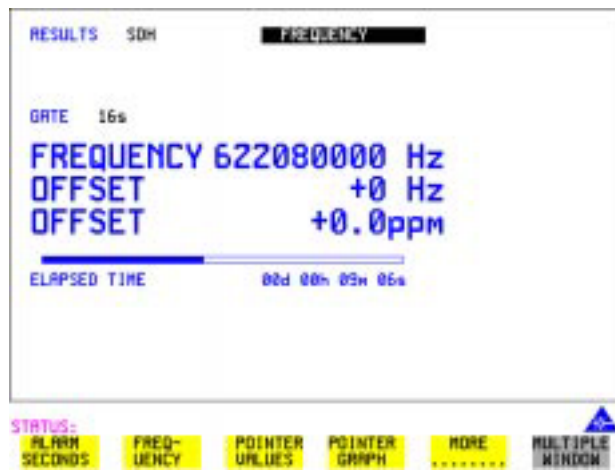 RESULTS SDH FREQUENCY
GATE 16s
FREQUENCY 622080000 Hz
OFFSET +0 Hz
OFFSET +0.0ppm
ELAPSED TIME 00d 00h 09m 06s
STATUS:
ALARM SECONDS
FREQ- UENCY
POINTER VALUES
POINTER GRAPH
MORE ........
MULTIPLE WINDOW